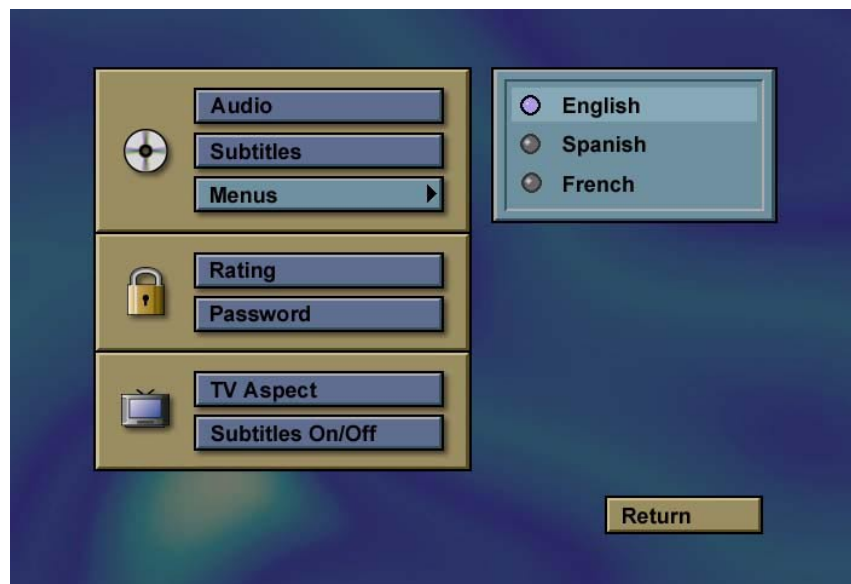 Audio
Subtitles
Menus
English
Spanish
French
Rating
Password
TV Aspect
Subtitles On/Off
Return